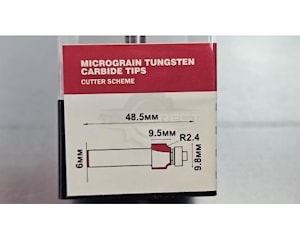 MICROGRAIN TUNGSTEN
CARBIDE TIPS
CUTTER SCHEME
48.5мм
9.5мм
R2.4
6мм
9.8мм